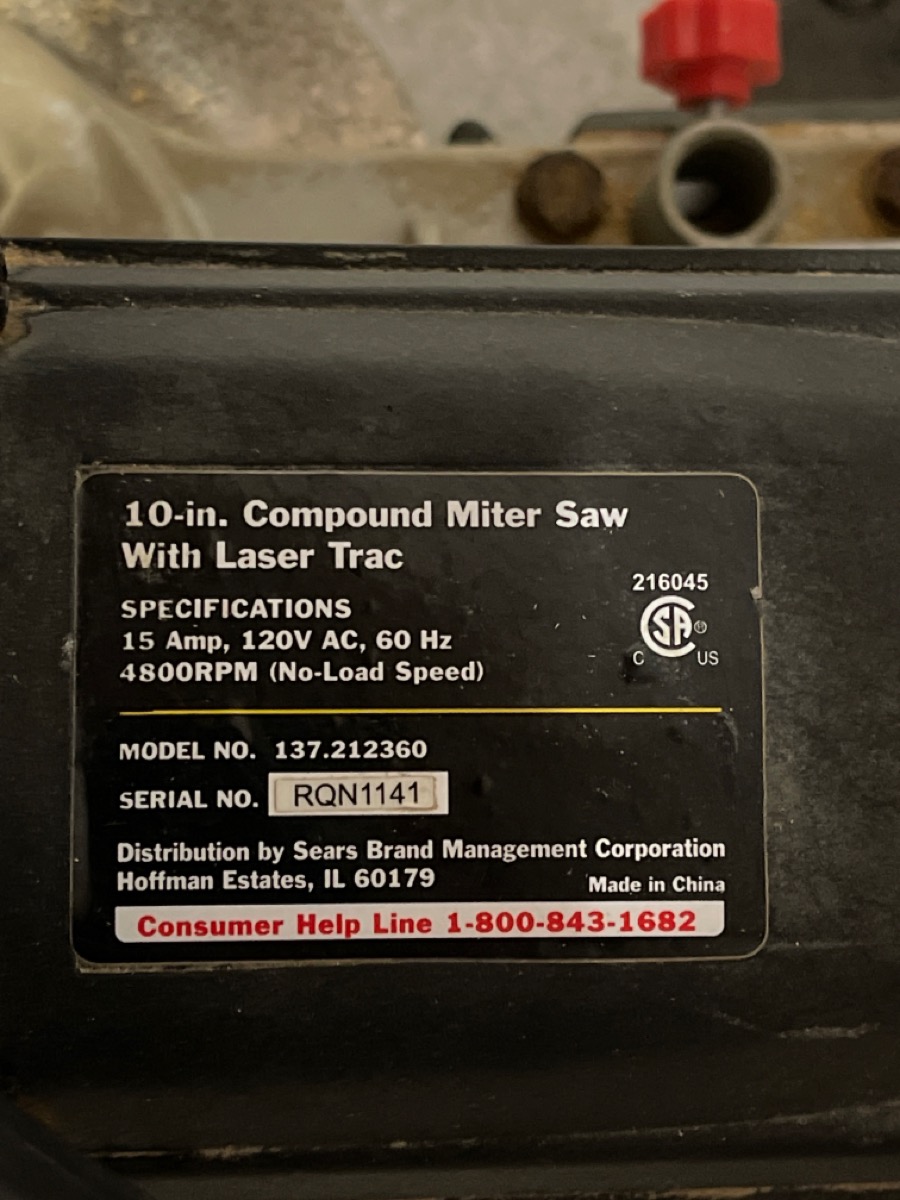 10-in. Compound Miter Saw
With Laser Trac
SPECIFICATIONS
15 Amp, 120V AC, 60 Hz
4800RPM (No-Load Speed)
216045
SA ®
C US
MODEL NO. 137.212360
SERIAL NO. RQN1141
Distribution by Sears Brand Management Corporation
Hoffman Estates, IL 60179
Made in China
Consumer Help Line 1-800-843-1682